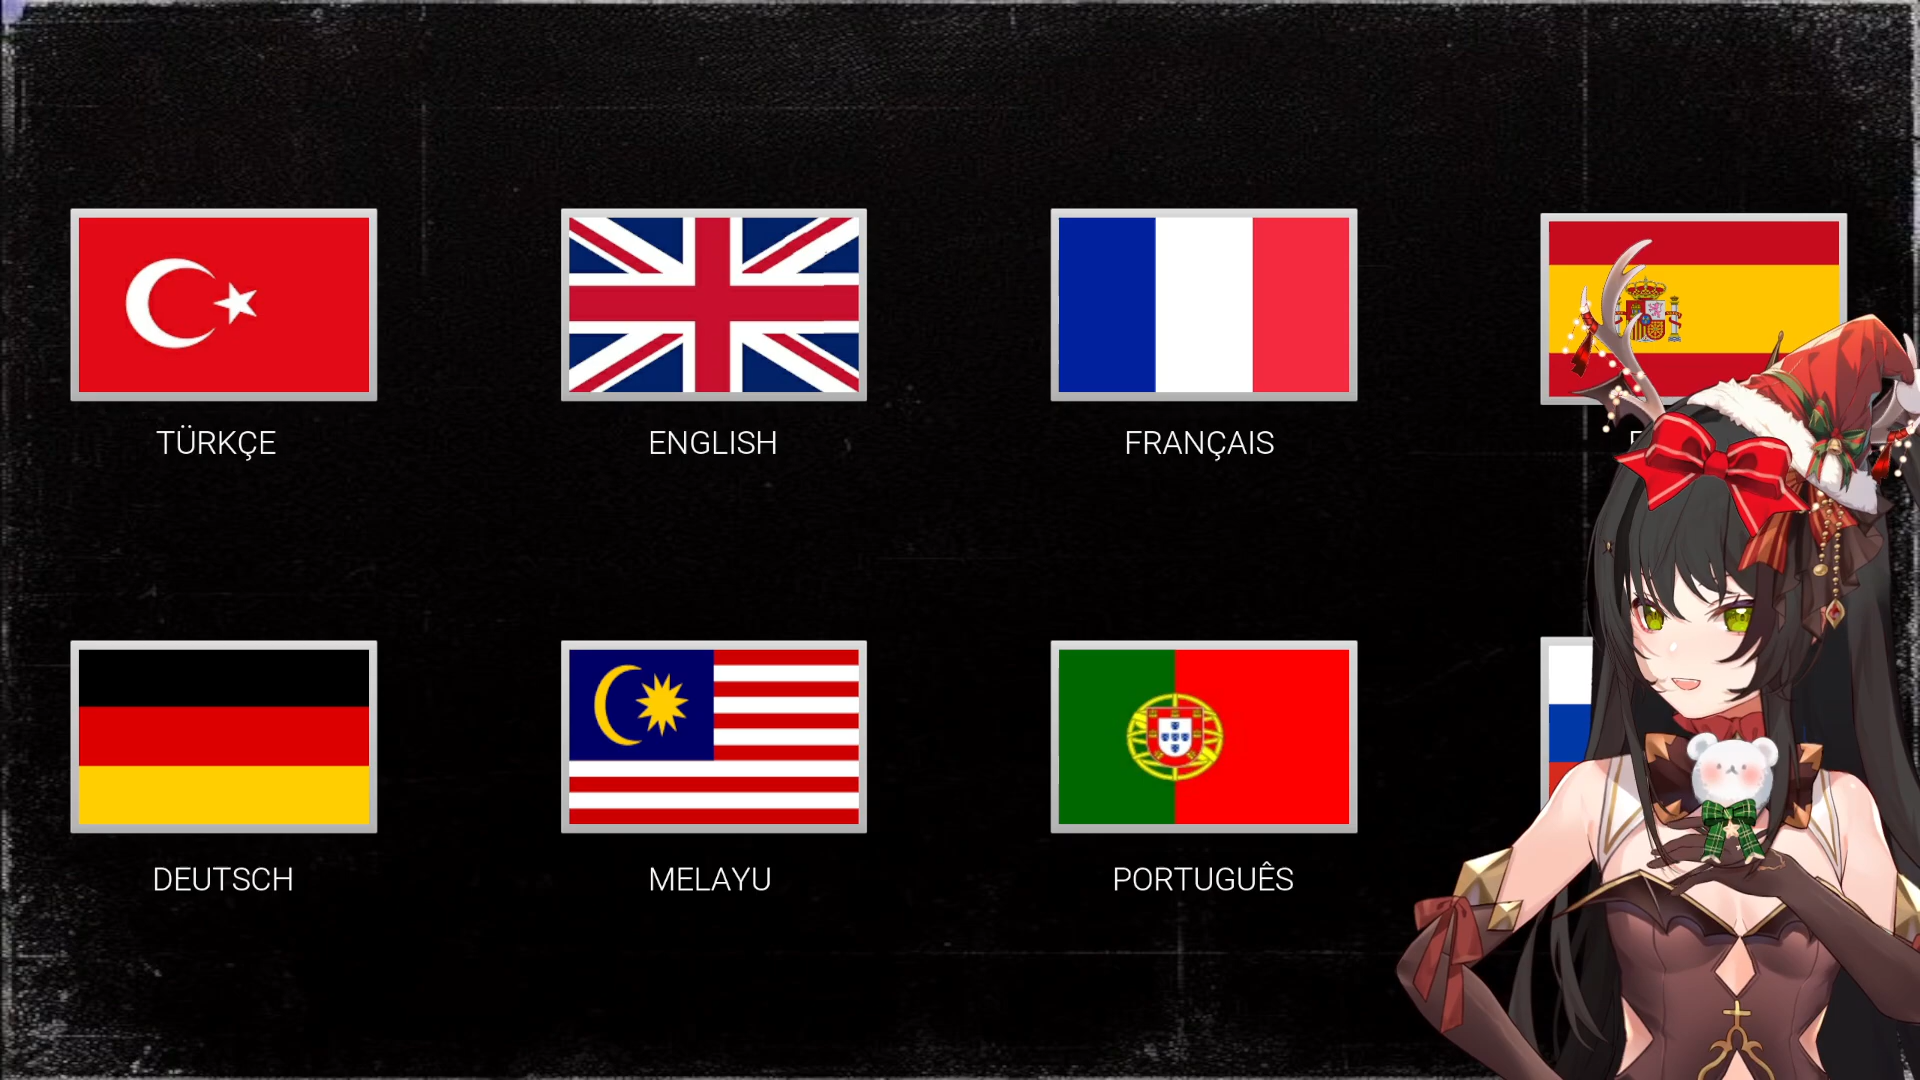 TÜRKÇE
ENGLISH
FRANÇAIS
DEUTSCH
MELAYU
PORTUGUÊS